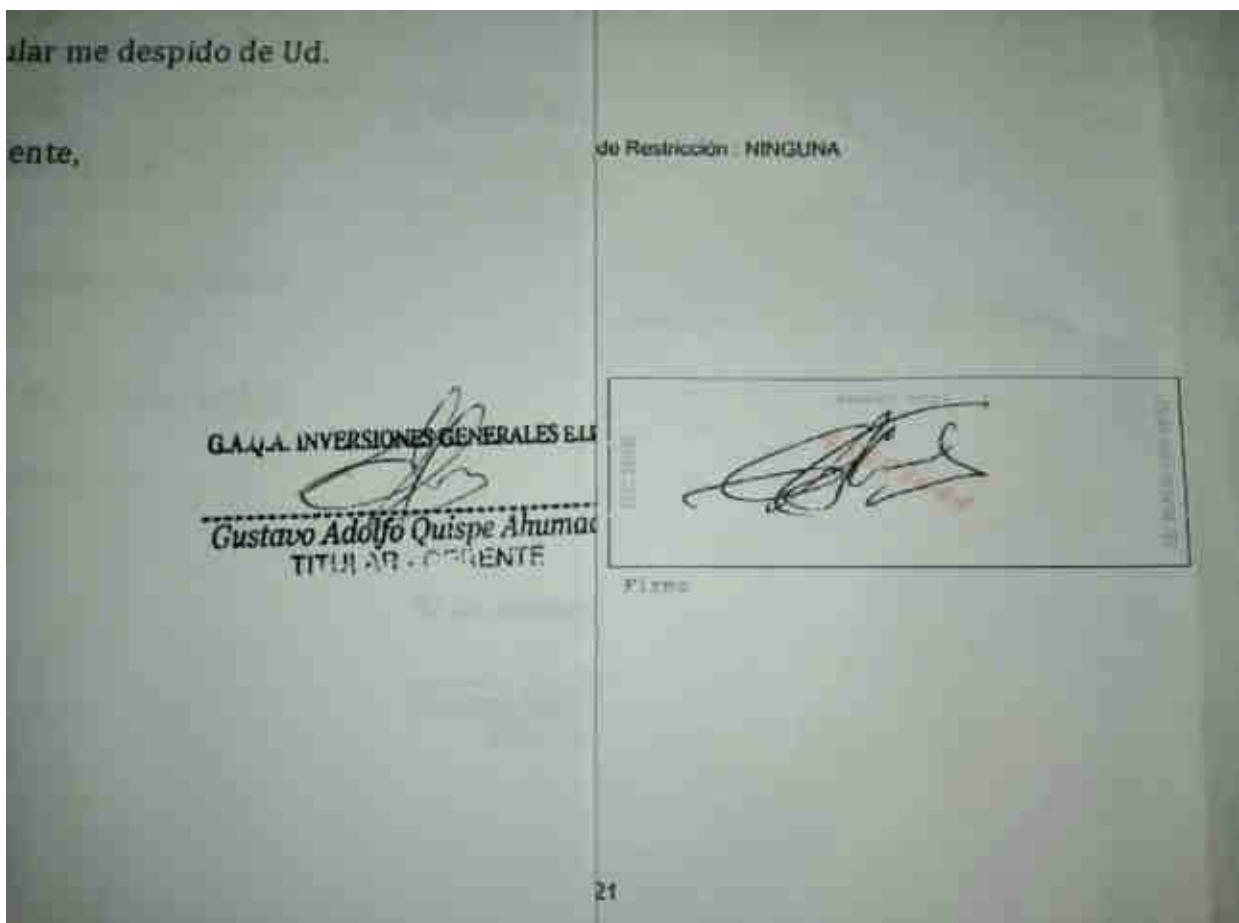 ular me despido de Ud.
ente,
de Restricción : NINGUNA
G.A.Q.A. INVERSIONES GENERALES E.I.R
Gustavo Adolfo Quispe Ahumad
TITULAR - GERENTE
Firma
21